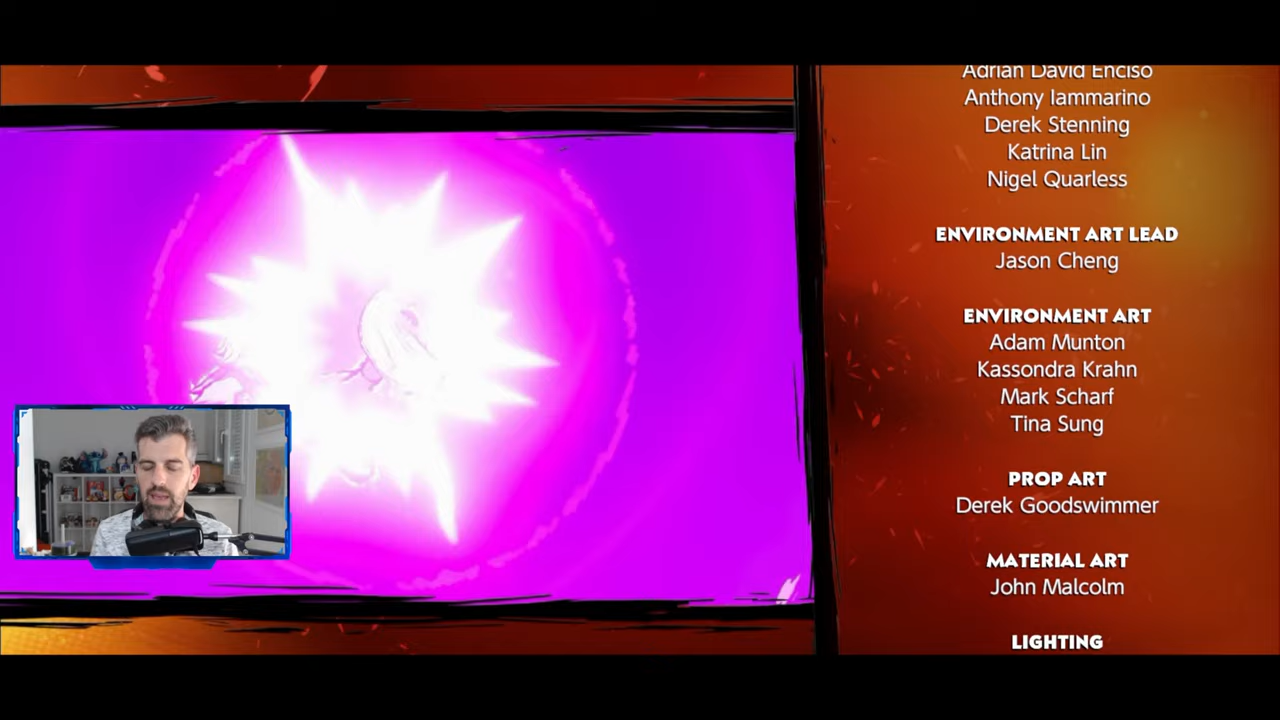 Adrian David Enciso
Anthony Iammarino
Derek Stenning
Katrina Lin
Nigel Quarless
ENVIRONMENT ART LEAD
Jason Cheng
ENVIRONMENT ART
Adam Munton
Kassondra Krahn
Mark Scharf
Tina Sung
PROP ART
Derek Goodswimmer
MATERIAL ART
John Malcolm
LIGHTING